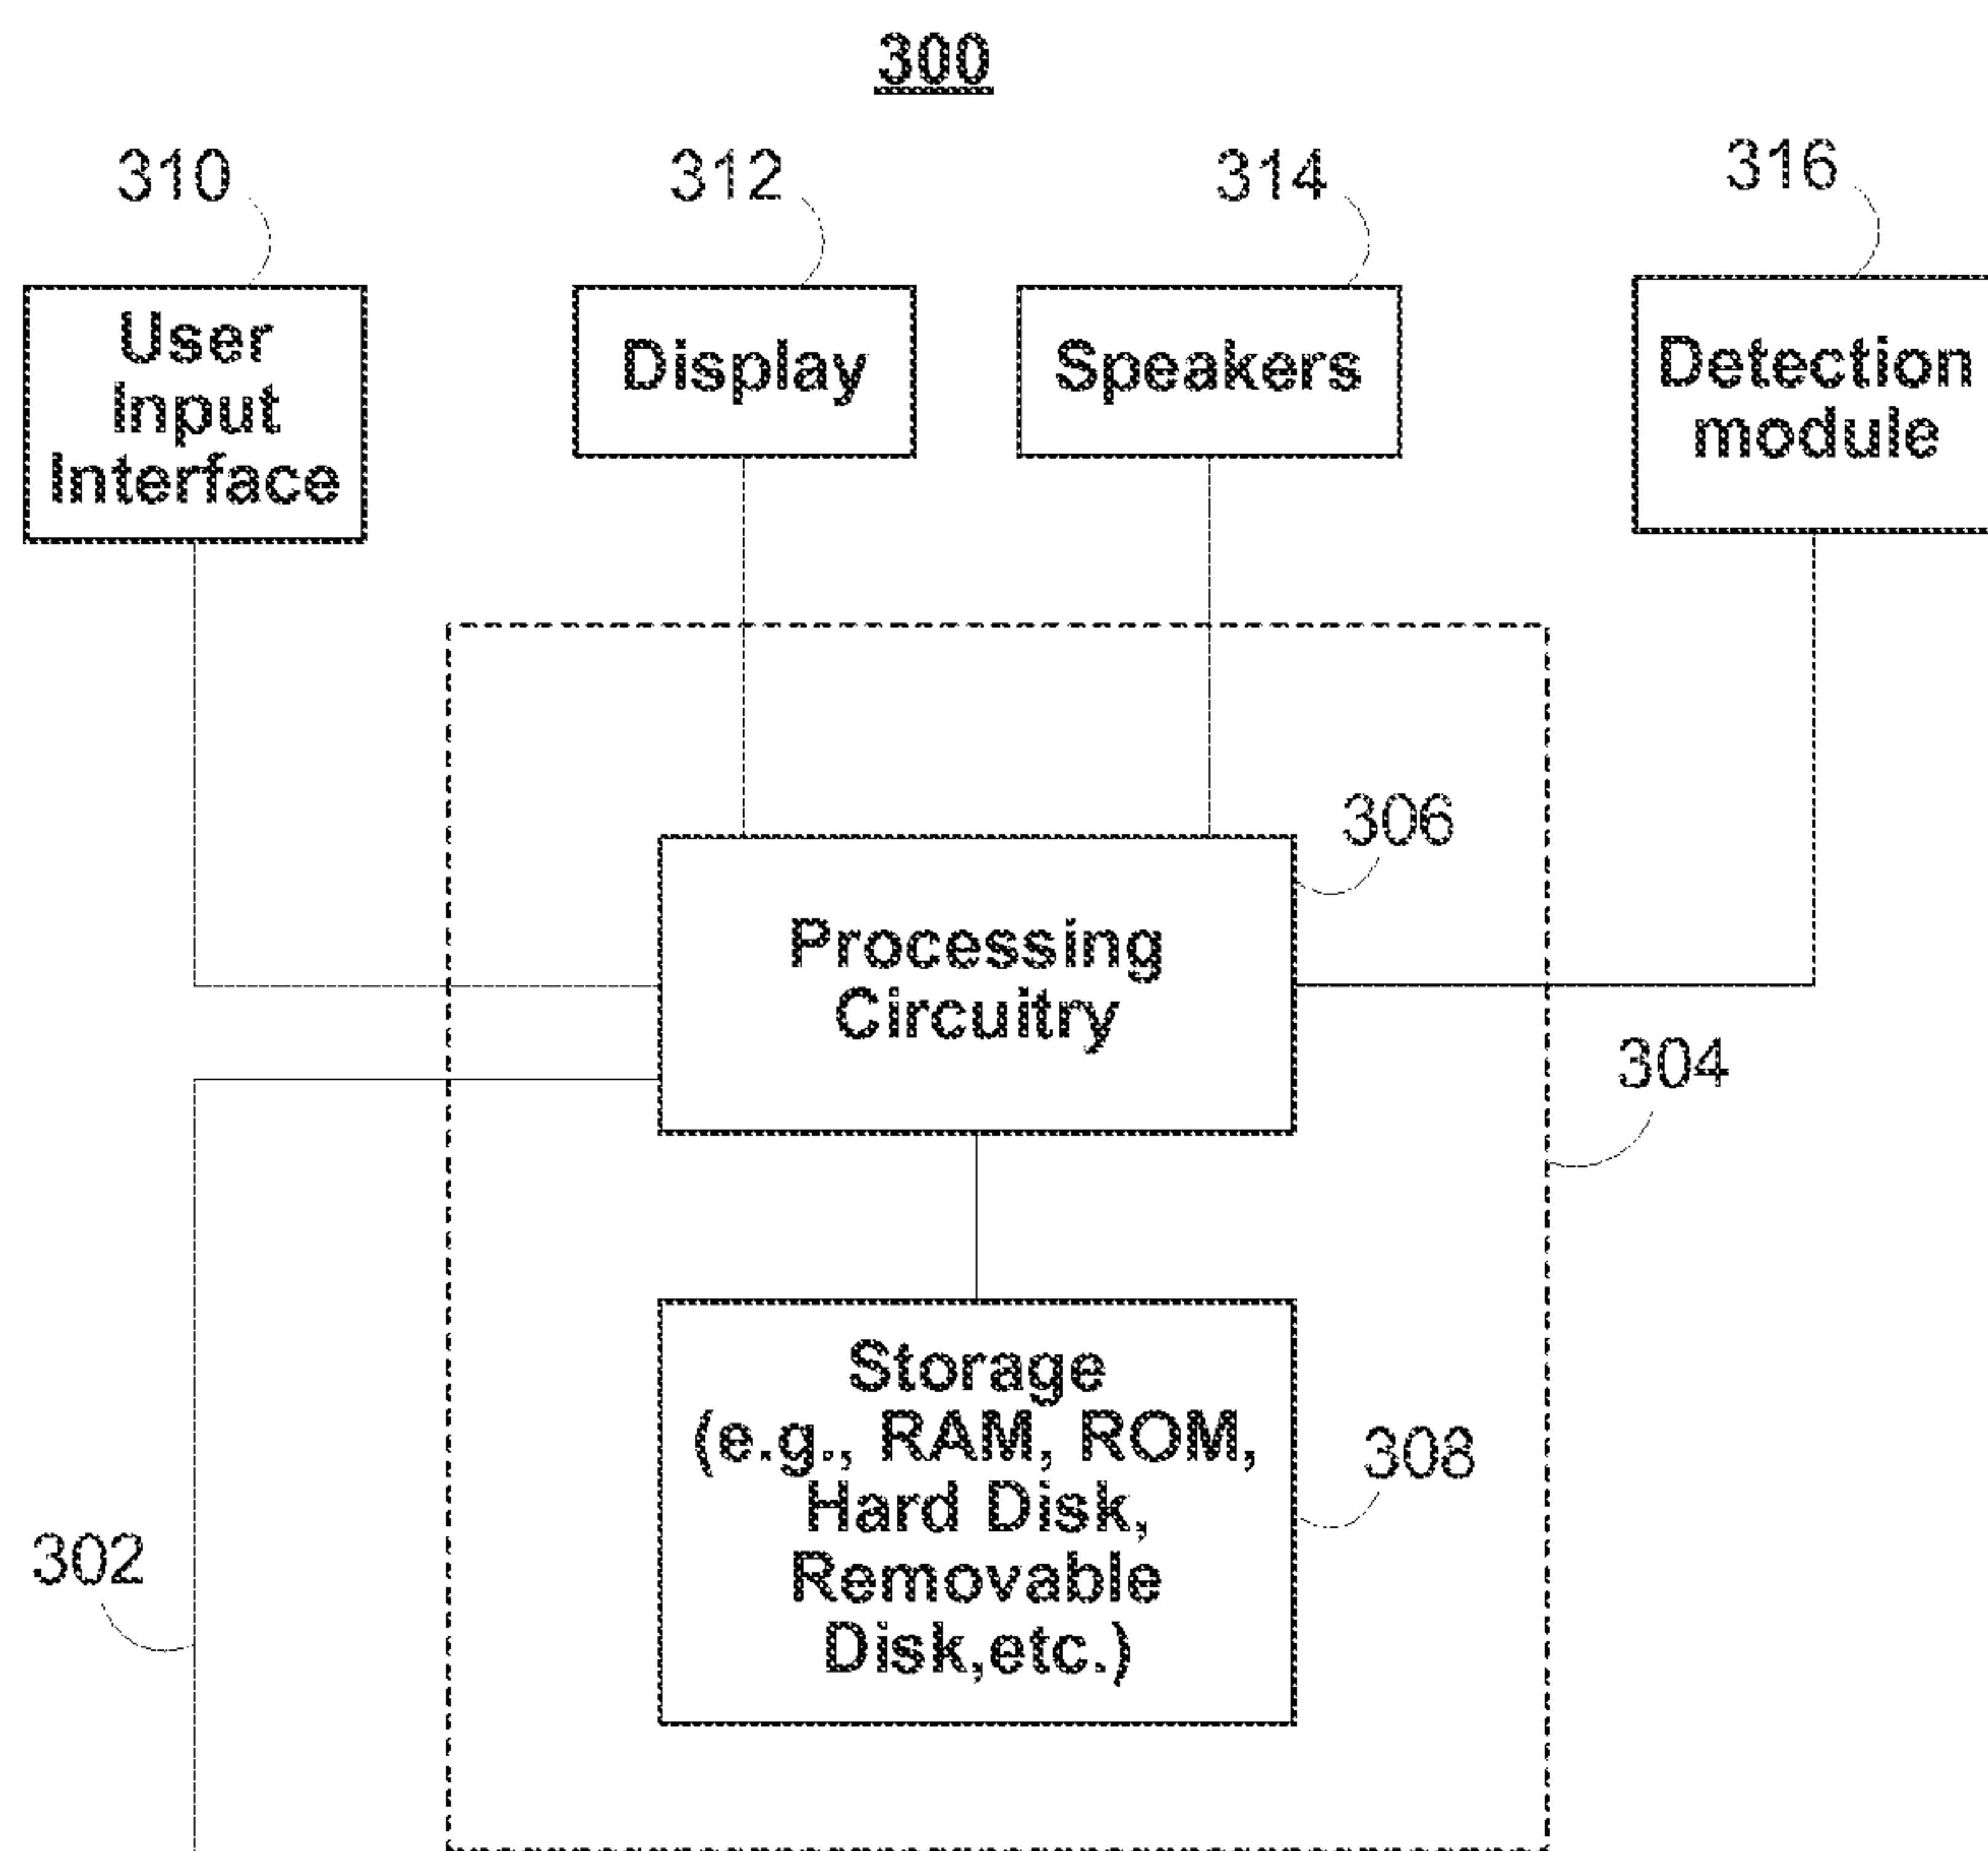 300
310
312
314
316
User
Input
Interface
Display
Speakers
Detection
module
306
Processing
Circuitry
304
Storage
(e.g., RAM, ROM,
Hard Disk,
Removable
Disk,etc.)
308
302